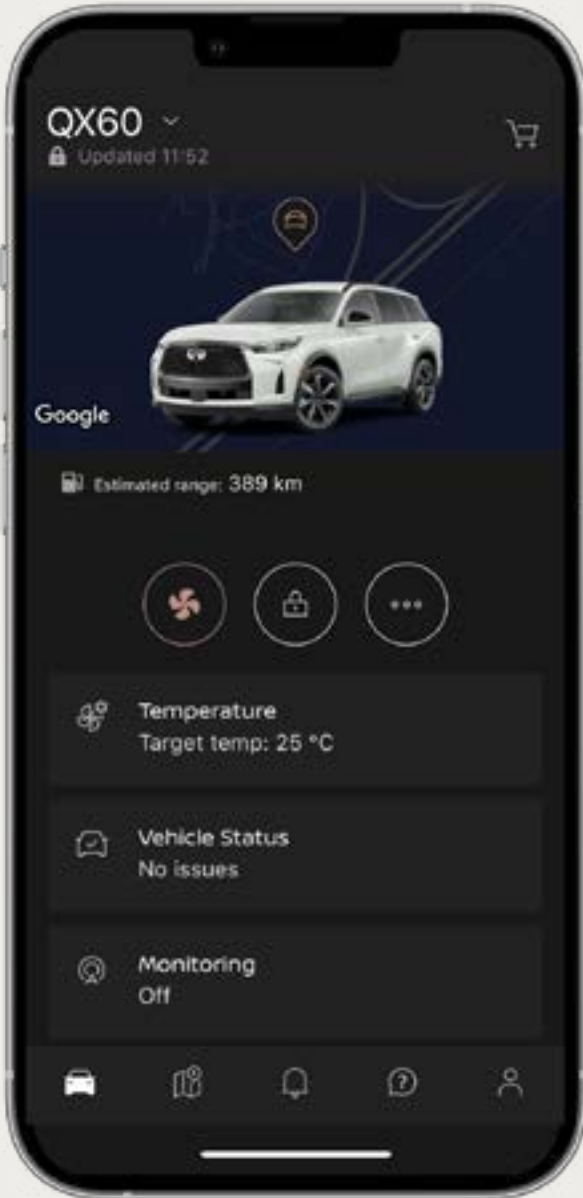 QX60
Updated 11:52
Google
Estimated range: 389 km
Temperature
Target temp: 25 °C
Vehicle Status
No issues
Monitoring
Off